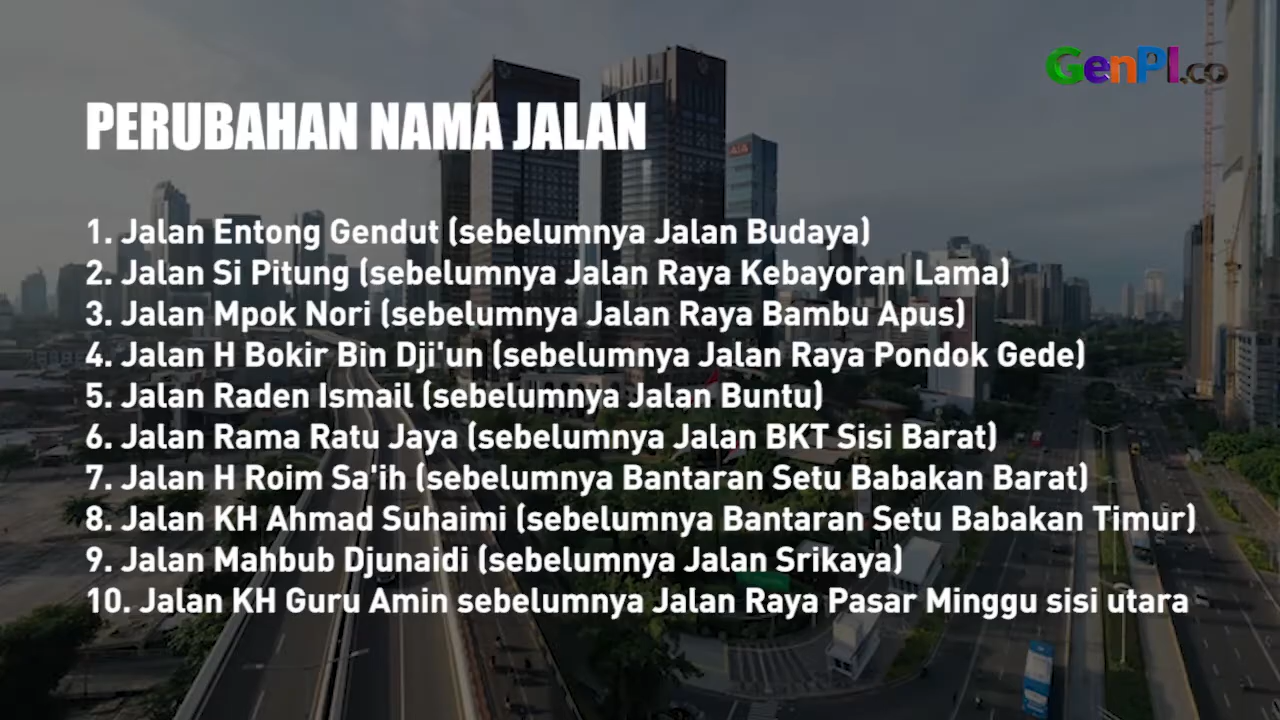 GenPI.co
PERUBAHAN NAMA JALAN
AIA
1. Jalan Entong Gendut (sebelumnya Jalan Budaya)
2. Jalan Si Pitung (sebelumnya Jalan Raya Kebayoran Lama)
3. Jalan Mpok Nori (sebelumnya Jalan Raya Bambu Apus)
4. Jalan H Bokir Bin Dji'un (sebelumnya Jalan Raya Pondok Gede)
5. Jalan Raden Ismail (sebelumnya Jalan Buntu)
6. Jalan Rama Ratu Jaya (sebelumnya Jalan BKT Sisi Barat)
7. Jalan H Roim Sa'ih (sebelumnya Bantaran Setu Babakan Barat)
8. Jalan KH Ahmad Suhaimi (sebelumnya Bantaran Setu Babakan Timur)
9. Jalan Mahbub Djunaidi (sebelumnya Jalan Srikaya)
10. Jalan KH Guru Amin sebelumnya Jalan Raya Pasar Minggu sisi utara